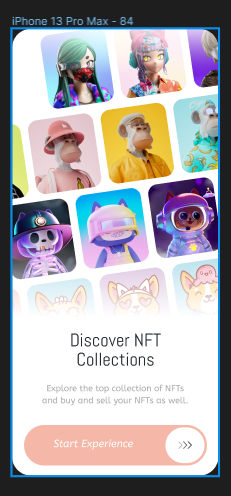 iPhone 13 Pro Max - 84
Discover NFT
Collections
Explore the top collection of NFTs
and buy and sell your NFTs as well.
Start Experience